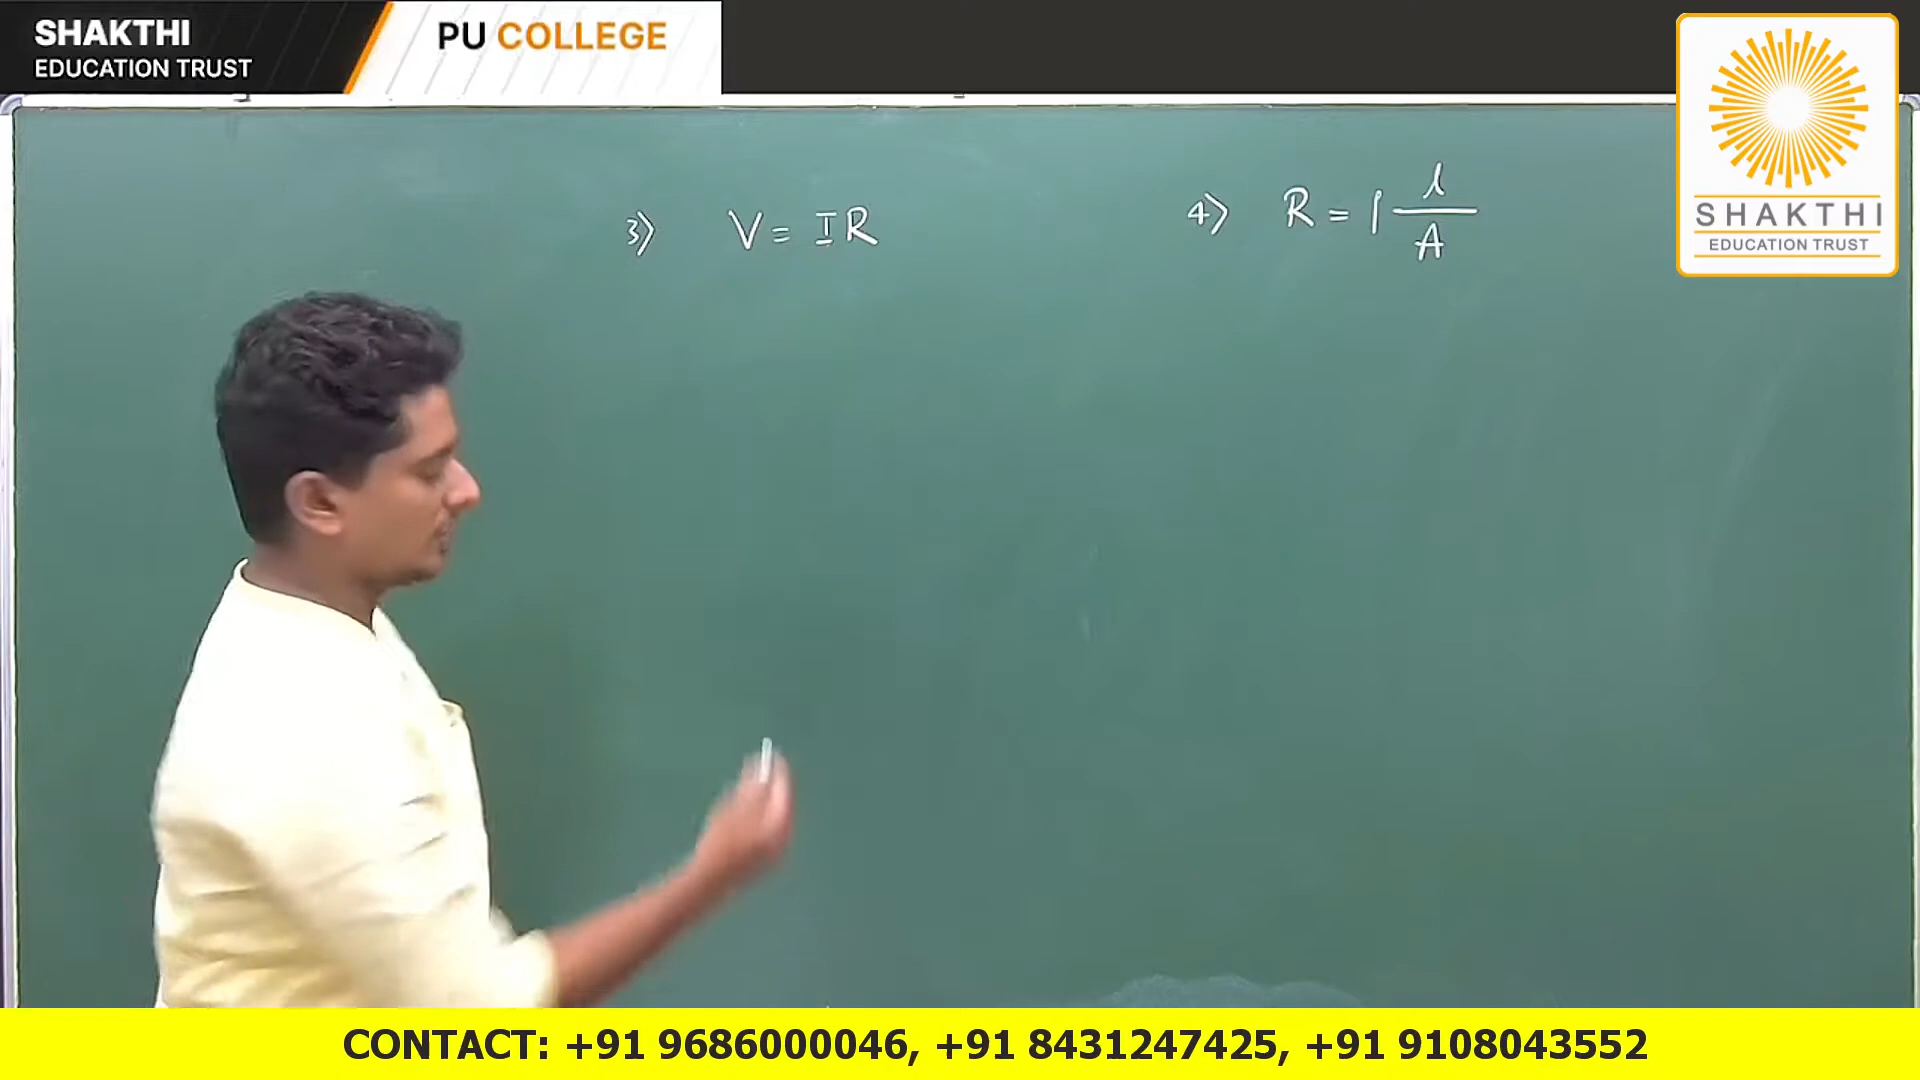 SHAKTHI
EDUCATION TRUST
PU COLLEGE
SHAKTHI
EDUCATION TRUST
3) V = IR
4) R = ρ l/A
CONTACT: +91 9686000046, +91 8431247425, +91 9108043552